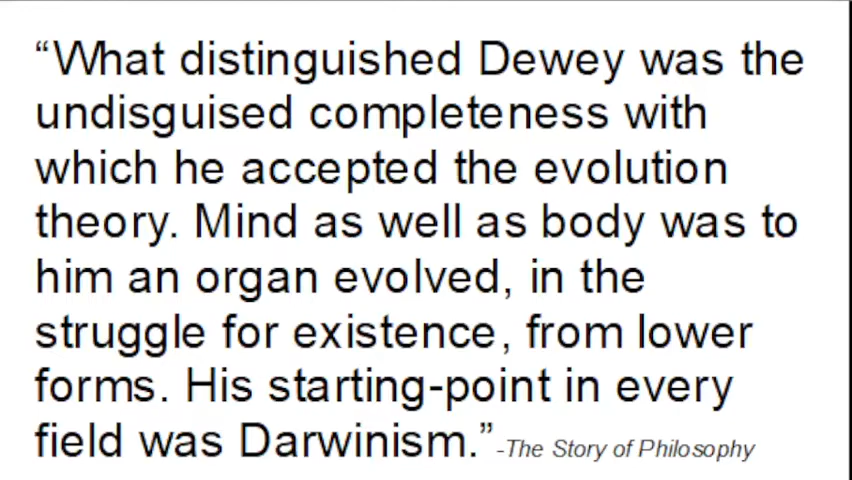 “What distinguished Dewey was the
undisguised completeness with
which he accepted the evolution
theory. Mind as well as body was to
him an organ evolved, in the
struggle for existence, from lower
forms. His starting-point in every
field was Darwinism.” -The Story of Philosophy